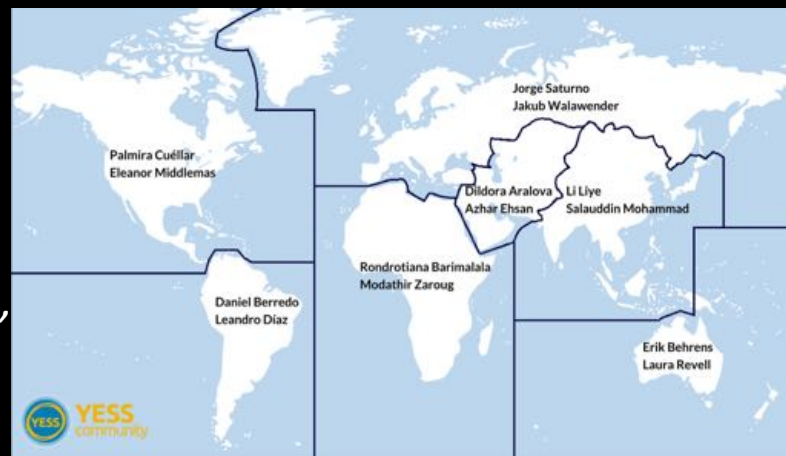 Jorge Saturno
Jakub Walawender
Palmira Cuéllar
Eleanor Middlemas
Dildora Aralova
Azhar Ehsan
Li Liye
Salauddin Mohammad
Rondrotiana Barimalala
Modathir Zaroug
Daniel Berredo
Leandro Díaz
,
Erik Behrens
Laura Revell
YESS
YESS
community